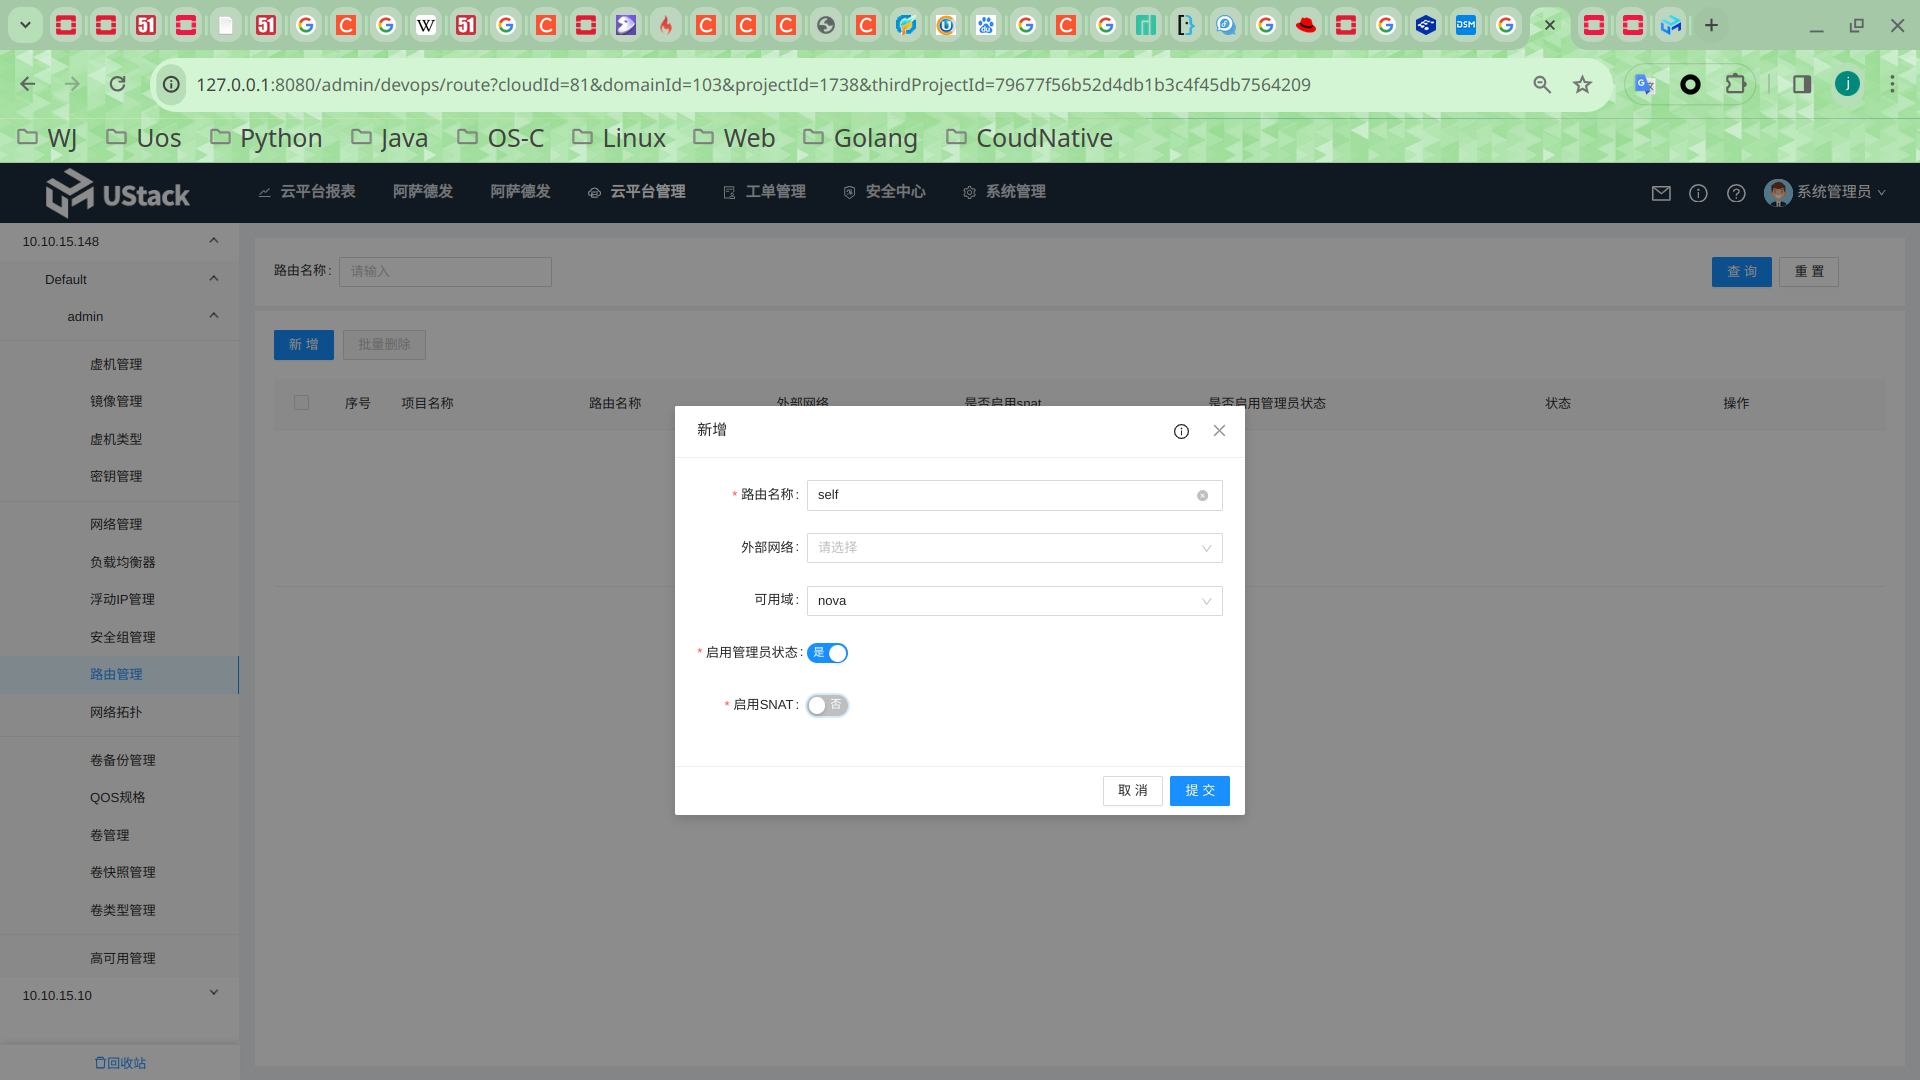 127.0.0.1:8080/admin/devops/route?cloudId=81&domainId=103&projectId=1738&thirdProjectId=79677f56b52d4db1b3c4f45db7564209
j
WJ Uos Python Java OS-C Linux Web Golang CoudNative
UStack 云平台报表 阿萨德发 阿萨德发 云平台管理 工单管理 安全中心 系统管理 系统管理员
10.10.15.148
Default
admin
虚机管理
镜像管理
虚机类型
密钥管理
网络管理
负载均衡器
浮动IP管理
安全组管理
路由管理
网络拓扑
卷备份管理
QOS规格
卷管理
卷快照管理
卷类型管理
高可用管理
10.10.15.10
回收站
路由名称: 请输入 查 询 重 置
新 增 批量删除
序号 项目名称 路由名称 外部网络 是否启用snat 是否启用管理员状态 状态 操作
新增
* 路由名称: self
外部网络: 请选择
可用域: nova
* 启用管理员状态: 是
* 启用SNAT: 否
取 消 提 交